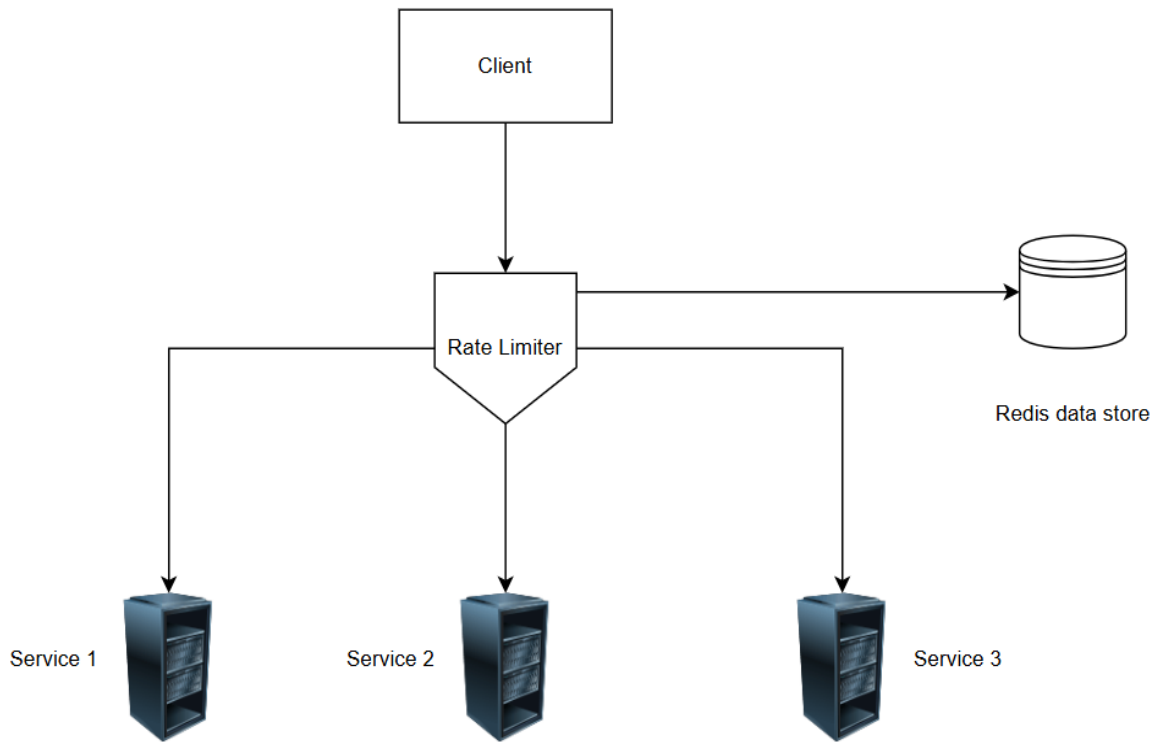 Client
Rate Limiter
Redis data store
Service 1
Service 2
Service 3